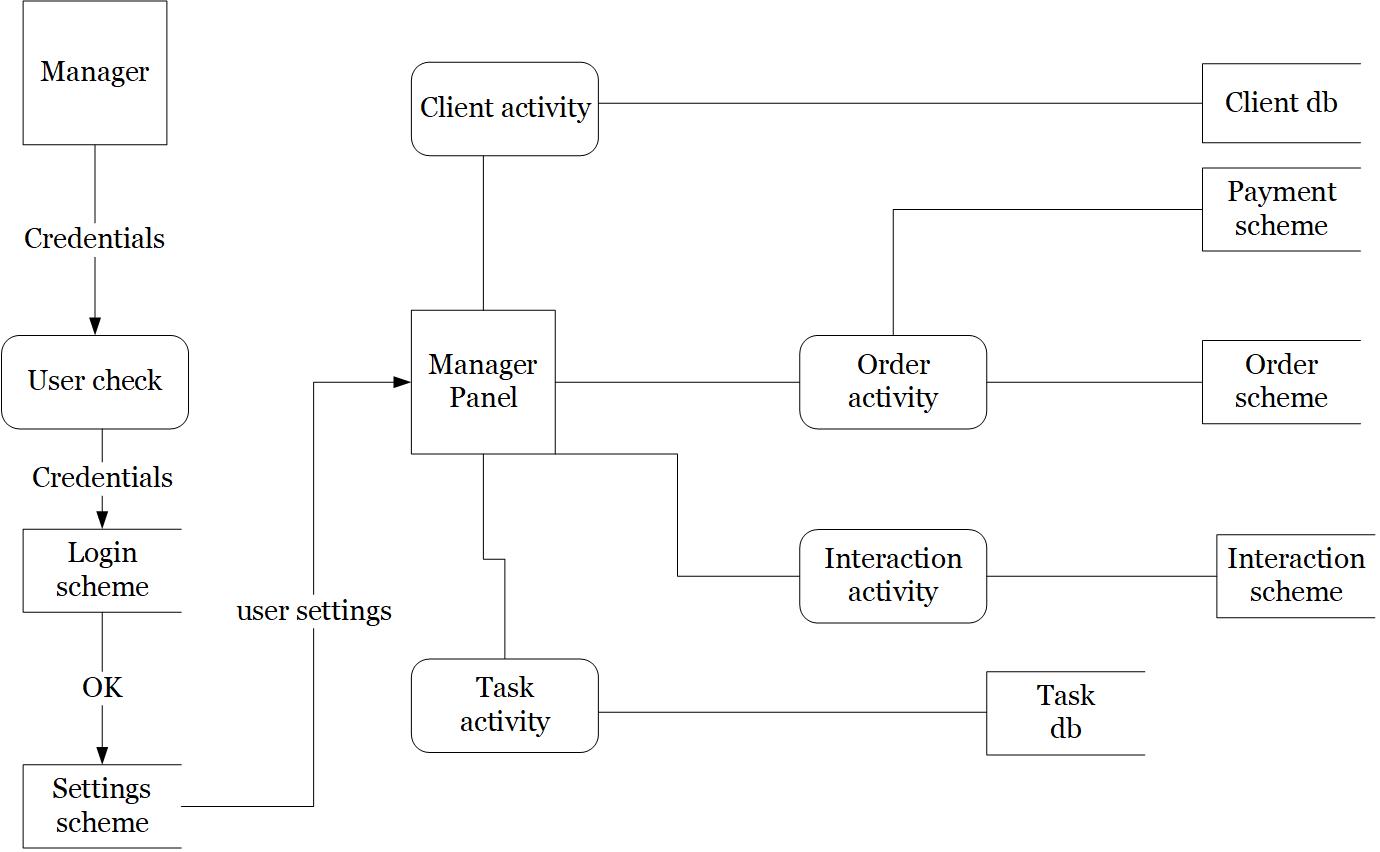 Manager
Credentials
User check
Credentials
Login
scheme
OK
Settings
scheme
user settings
Client activity
Manager
Panel
Task
activity
Order
activity
Interaction
activity
Client db
Payment
scheme
Order
scheme
Interaction
scheme
Task
db